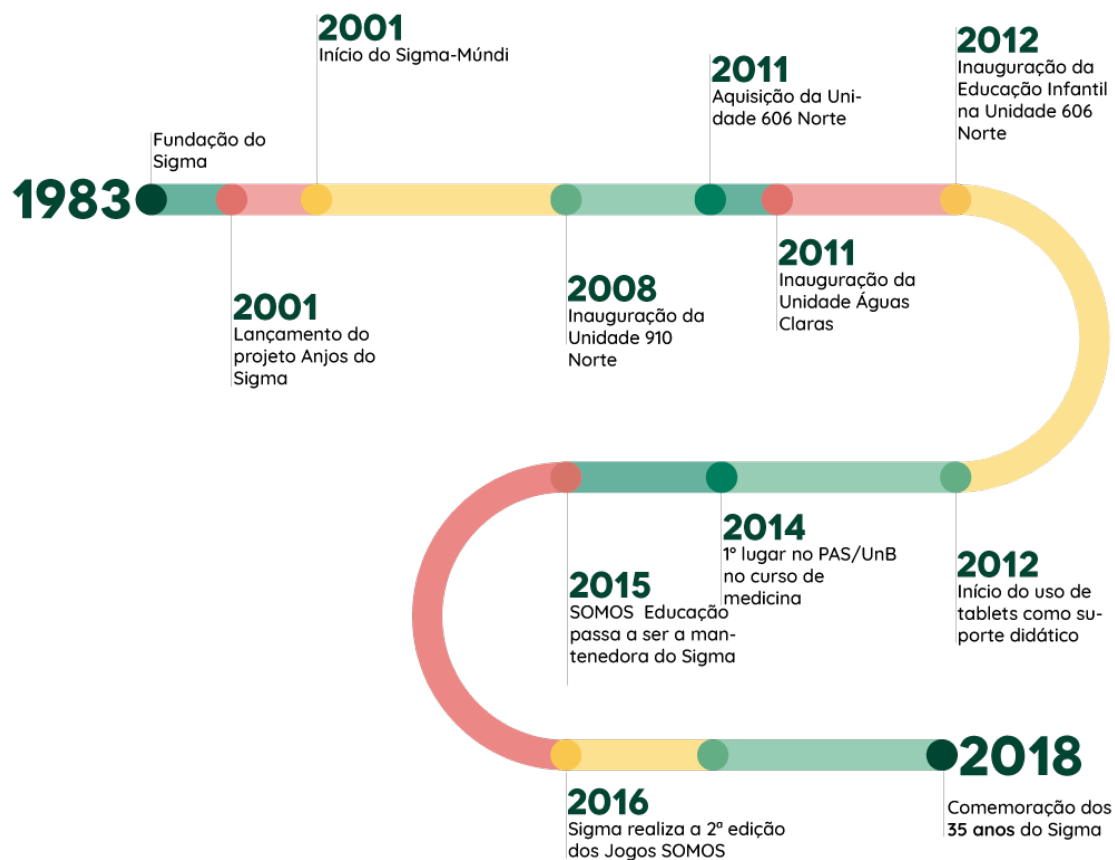 1983
Fundação do
Sigma
2001
Lançamento do
projeto Anjos do
Sigma
2001
Início do Sigma-Múndi
2008
Inauguração da
Unidade 910
Norte
2011
Aquisição da Uni-
dade 606 Norte
2011
Inauguração da
Unidade Águas
Claras
2012
Inauguração da
Educação Infantil
na Unidade 606
Norte
2012
Início do uso de
tablets como su-
porte didático
2014
1º lugar no PAS/UnB
no curso de
medicina
2015
SOMOS Educação
passa a ser a man-
tenedora do Sigma
2016
Sigma realiza a 2ª edição
dos Jogos SOMOS
2018
Comemoração dos
35 anos do Sigma